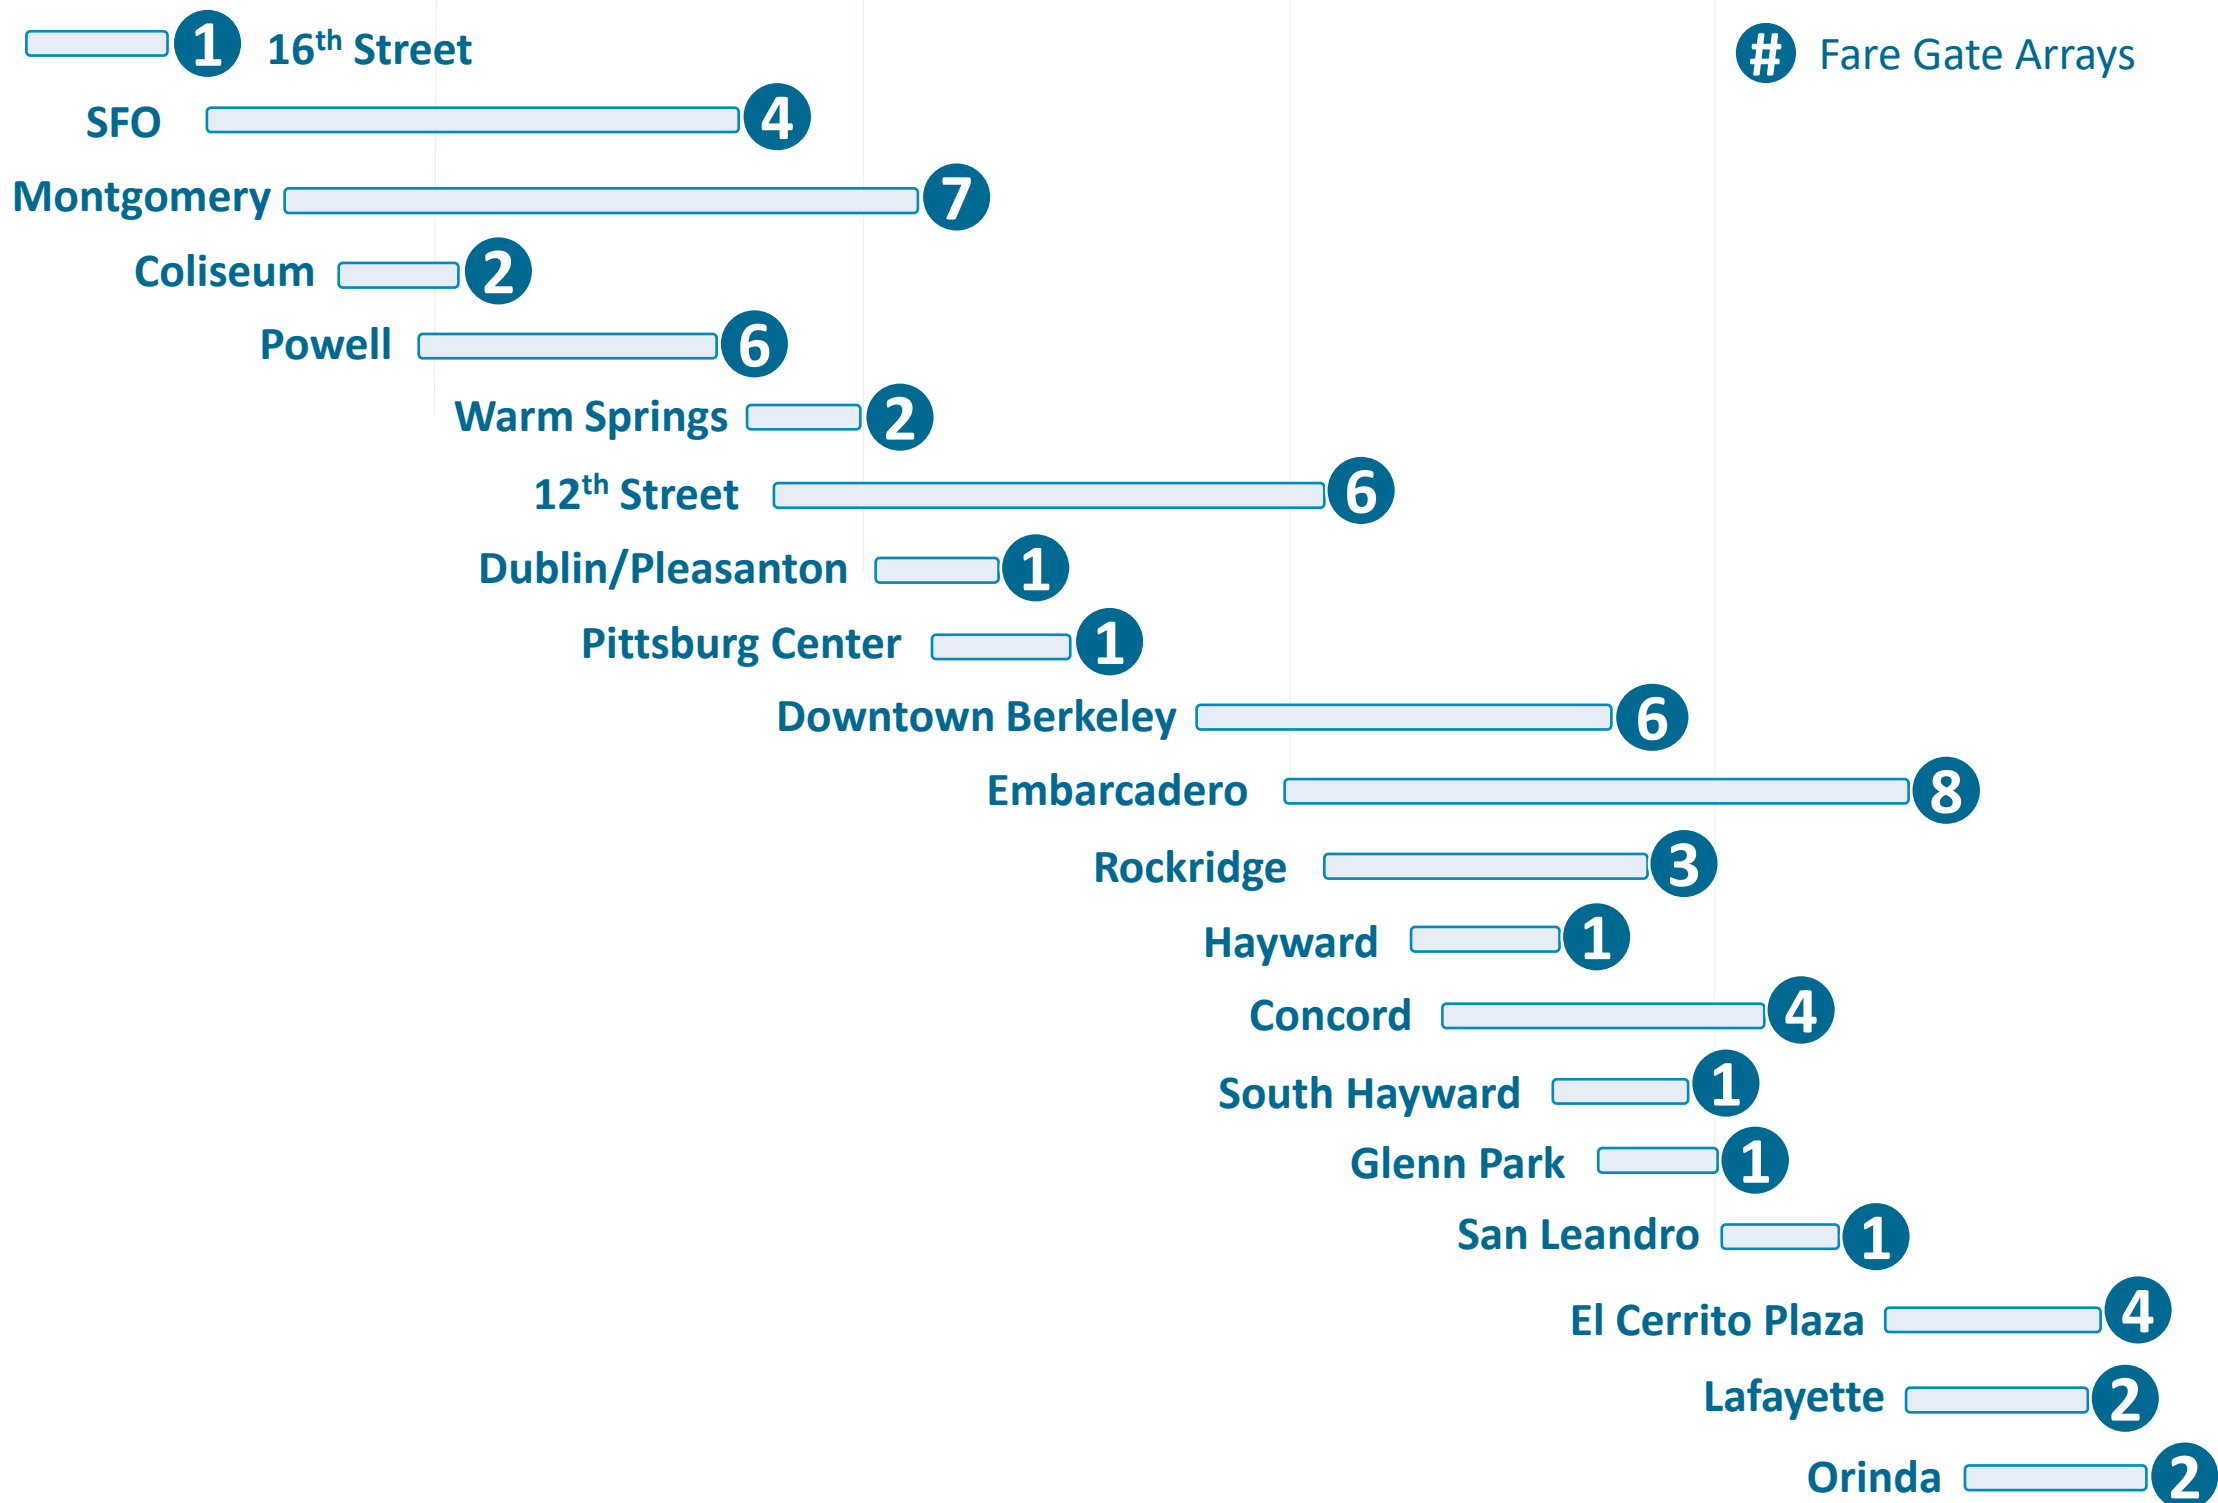 1 16th Street
# Fare Gate Arrays
SFO 4
Montgomery 7
Coliseum 2
Powell 6
Warm Springs 2
12th Street 6
Dublin/Pleasanton 1
Pittsburg Center 1
Downtown Berkeley 6
Embarcadero 8
Rockridge 3
Hayward 1
Concord 4
South Hayward 1
Glenn Park 1
San Leandro 1
El Cerrito Plaza 4
Lafayette 2
Orinda 2